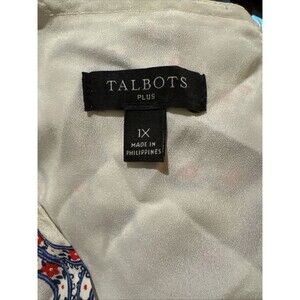 TALBOTS
PLUS
1X
MADE IN
PHILIPPINES